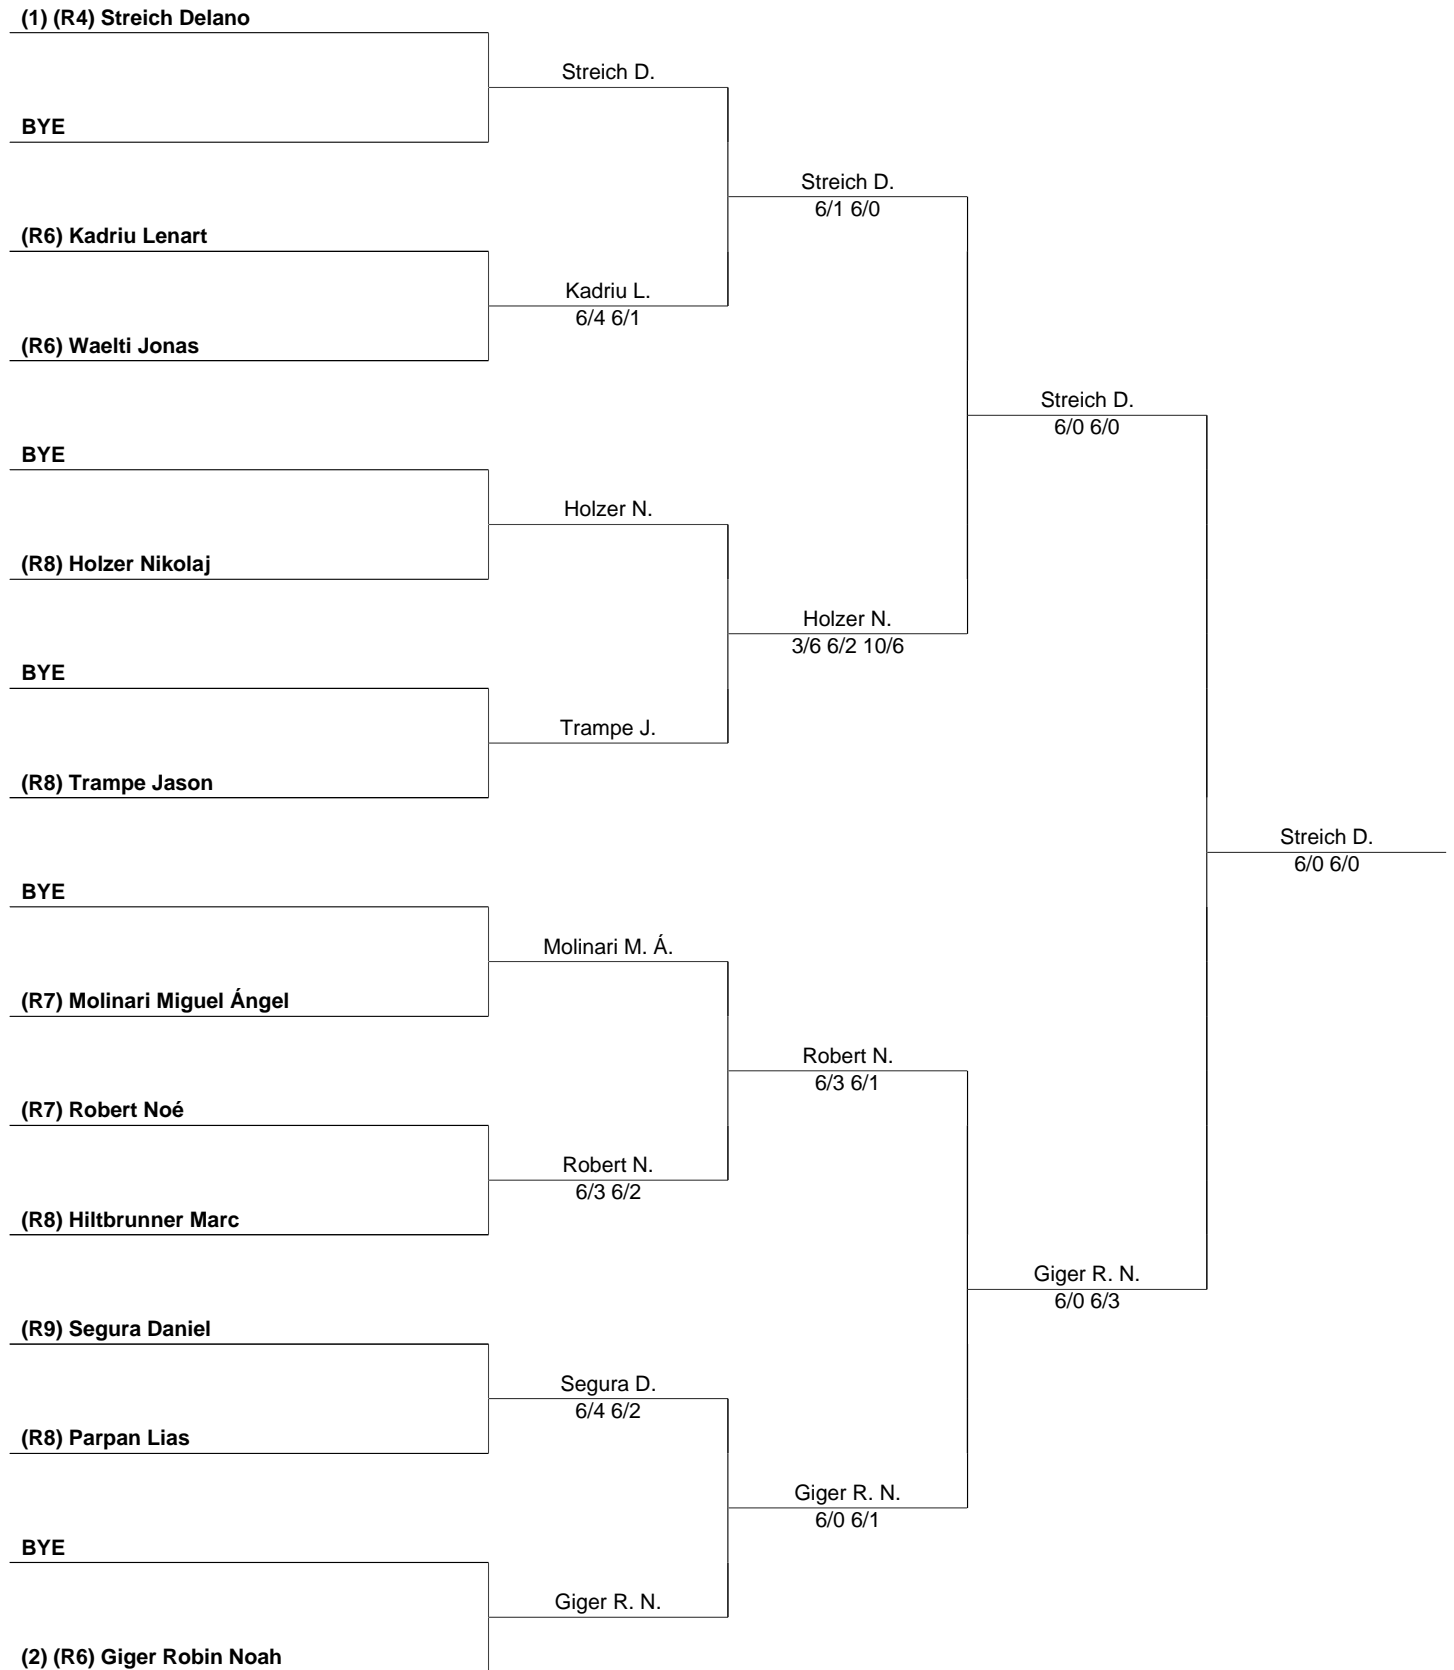 (1) (R4) Streich Delano
Streich D.
BYE
Streich D.
6/1 6/0
(R6) Kadriu Lenart
Kadriu L.
6/4 6/1
(R6) Waelti Jonas
Streich D.
6/0 6/0
BYE
Holzer N.
(R8) Holzer Nikolaj
Holzer N.
3/6 6/2 10/6
BYE
Trampe J.
(R8) Trampe Jason
Streich D.
6/0 6/0
BYE
Molinari M. Á.
(R7) Molinari Miguel Ángel
Robert N.
6/3 6/1
(R7) Robert Noé
Robert N.
6/3 6/2
(R8) Hiltbrunner Marc
Giger R. N.
6/0 6/3
(R9) Segura Daniel
Segura D.
6/4 6/2
(R8) Parpan Lias
Giger R. N.
6/0 6/1
BYE
Giger R. N.
(2) (R6) Giger Robin Noah